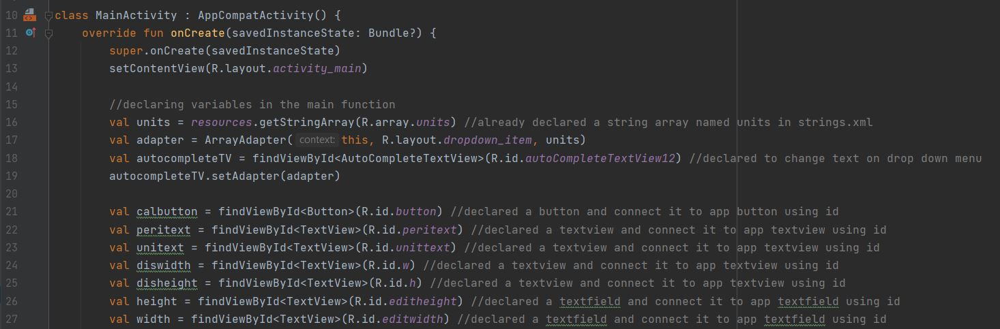 10 class MainActivity : AppCompatActivity() {
11 override fun onCreate(savedInstanceState: Bundle?) {
12 super.onCreate(savedInstanceState)
13 setContentView(R.layout.activity_main)
14
15 //declaring variables in the main function
16 val units = resources.getStringArray(R.array.units) //already declared a string array named units in strings.xml
17 val adapter = ArrayAdapter( context: this, R.layout.dropdown_item, units)
18 val autocompleteTV = findViewById<AutoCompleteTextView>(R.id.autoCompleteTextView12) //declared to change text on drop down menu
19 autocompleteTV.setAdapter(adapter)
20
21 val calbutton = findViewById<Button>(R.id.button) //declared a button and connect it to app button using id
22 val peritext = findViewById<TextView>(R.id.peritext) //declared a textview and connect it to app textview using id
23 val unitext = findViewById<TextView>(R.id.unittext) //declared a textview and connect it to app textview using id
24 val diswidth = findViewById<TextView>(R.id.w) //declared a textview and connect it to app textview using id
25 val disheight = findViewById<TextView>(R.id.h) //declared a textview and connect it to app textview using id
26 val height = findViewById<TextView>(R.id.editheight) //declared a textfield and connect it to app textfield using id
27 val width = findViewById<TextView>(R.id.editwidth) //declared a textfield and connect it to app textfield using id